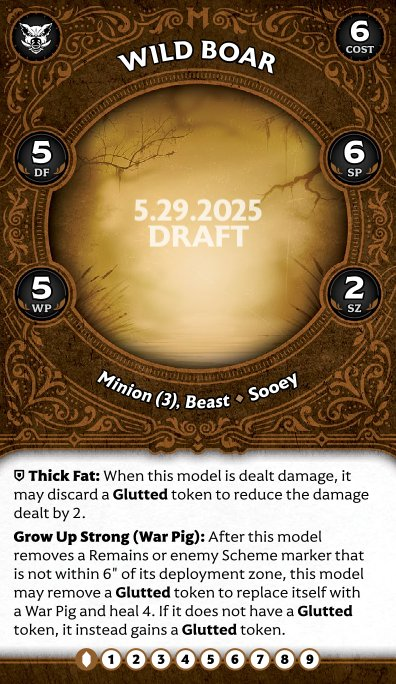 WILD BOAR
6
COST
5
DF
6
SP
5.29.2025
DRAFT
5
WP
2
SZ
Minion (3), Beast ♦ Sooey
Thick Fat: When this model is dealt damage, it
may discard a Glutted token to reduce the damage
dealt by 2.
Grow Up Strong (War Pig): After this model
removes a Remains or enemy Scheme marker that
is not within 6" of its deployment zone, this model
may remove a Glutted token to replace itself with
a War Pig and heal 4. If it does not have a Glutted
token, it instead gains a Glutted token.
1 2 3 4 5 6 7 8 9